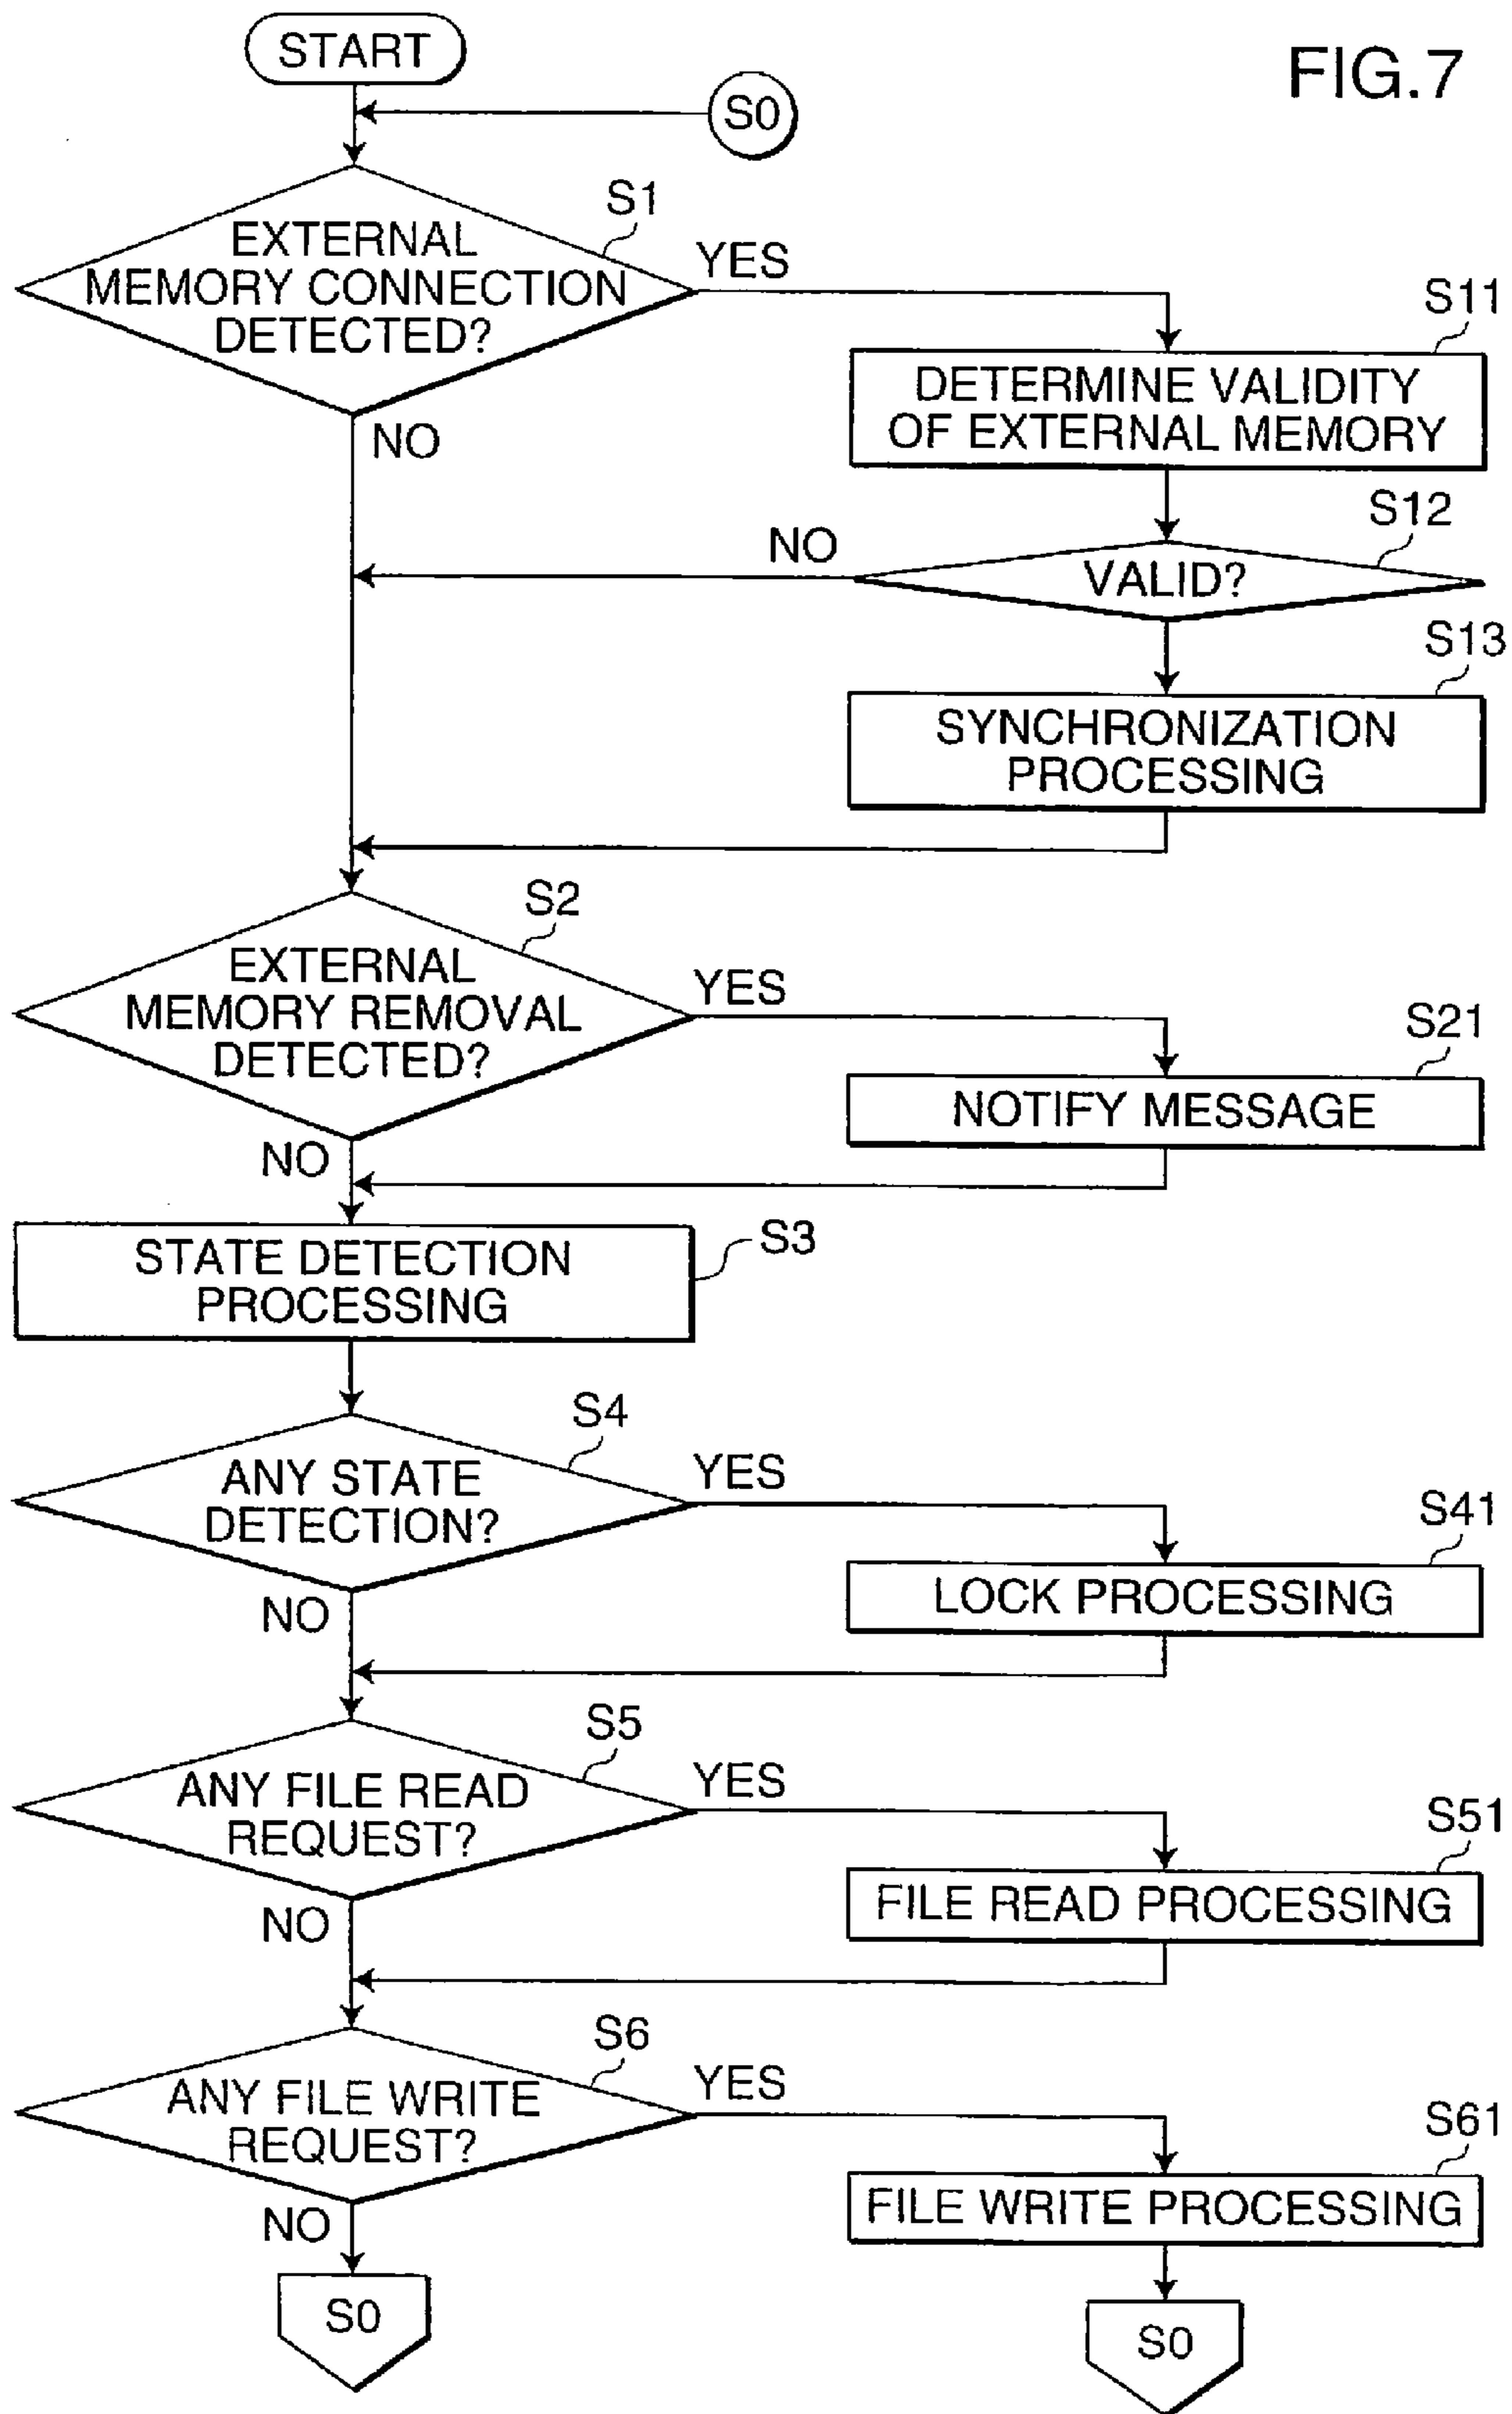 START
FIG.7
S0
S1
EXTERNAL
MEMORY CONNECTION
DETECTED?
YES
NO
S11
DETERMINE VALIDITY
OF EXTERNAL MEMORY
S12
NO
VALID?
S13
SYNCHRONIZATION
PROCESSING
S2
EXTERNAL
MEMORY REMOVAL
DETECTED?
YES
NO
S21
NOTIFY MESSAGE
STATE DETECTION
PROCESSING
S3
S4
ANY STATE
DETECTION?
YES
NO
S41
LOCK PROCESSING
S5
ANY FILE READ
REQUEST?
YES
NO
S51
FILE READ PROCESSING
S6
ANY FILE WRITE
REQUEST?
YES
NO
S61
FILE WRITE PROCESSING
S0
S0